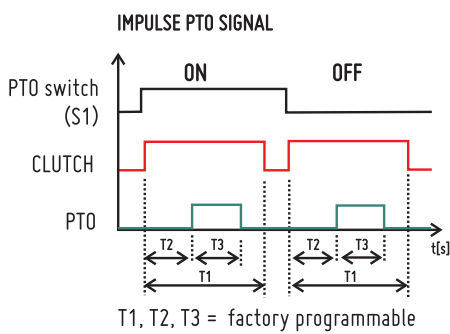 IMPULSE PTO SIGNAL
ON OFF
PTO switch
(S1)
CLUTCH
PTO
t[s]
T2 T3 T2 T3
T1 T1
T1, T2, T3 = factory programmable